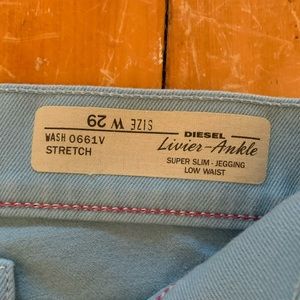 SIZE W 29
WASH 0661V
STRETCH
DIESEL
Livier-Ankle
SUPER SLIM - JEGGING
LOW WAIST